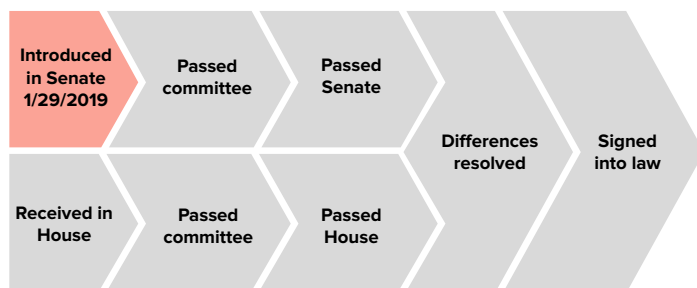 Introduced
in Senate
1/29/2019
Passed
committee
Passed
Senate
Differences
resolved
Signed
into law
Received in
House
Passed
committee
Passed
House